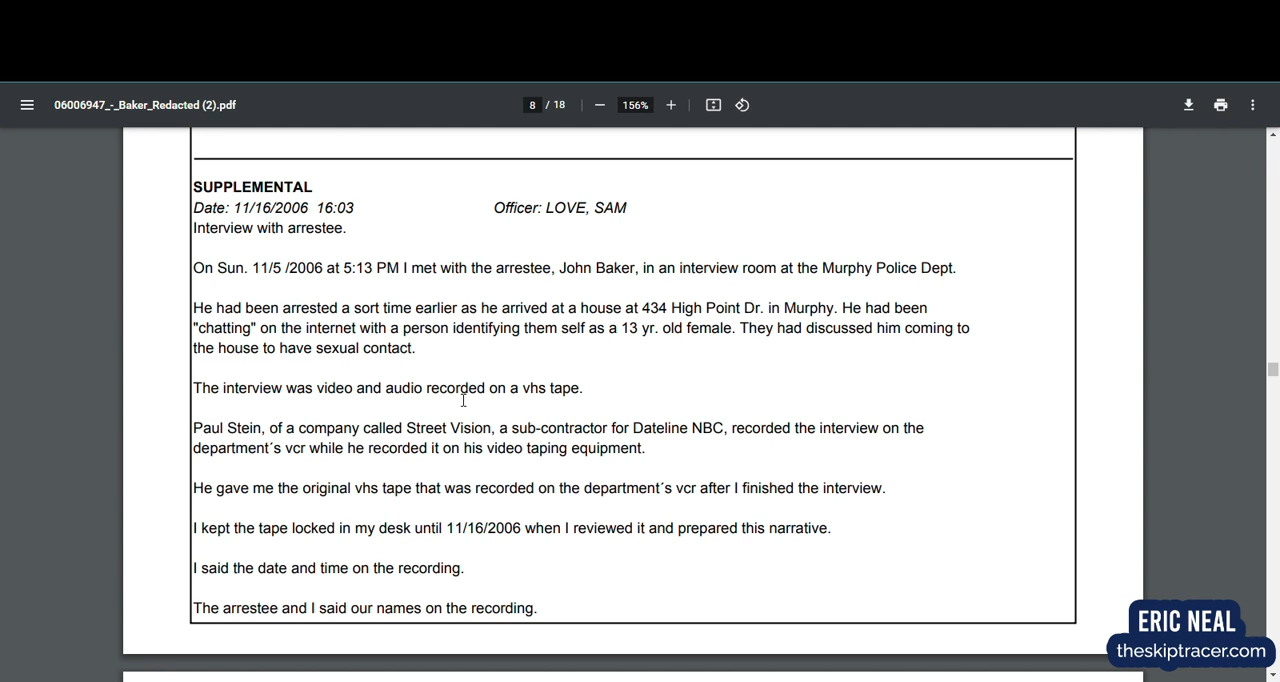 06006947_-_Baker_Redacted (2).pdf
8 / 18
156%
SUPPLEMENTAL
Date: 11/16/2006 16:03 Officer: LOVE, SAM
Interview with arrestee.
On Sun. 11/5 /2006 at 5:13 PM I met with the arrestee, John Baker, in an interview room at the Murphy Police Dept.
He had been arrested a sort time earlier as he arrived at a house at 434 High Point Dr. in Murphy. He had been
"chatting" on the internet with a person identifying them self as a 13 yr. old female. They had discussed him coming to
the house to have sexual contact.
The interview was video and audio recorded on a vhs tape.
Paul Stein, of a company called Street Vision, a sub-contractor for Dateline NBC, recorded the interview on the
department´s vcr while he recorded it on his video taping equipment.
He gave me the original vhs tape that was recorded on the department´s vcr after I finished the interview.
I kept the tape locked in my desk until 11/16/2006 when I reviewed it and prepared this narrative.
I said the date and time on the recording.
The arrestee and I said our names on the recording.
ERIC NEAL
theskiptracer.com